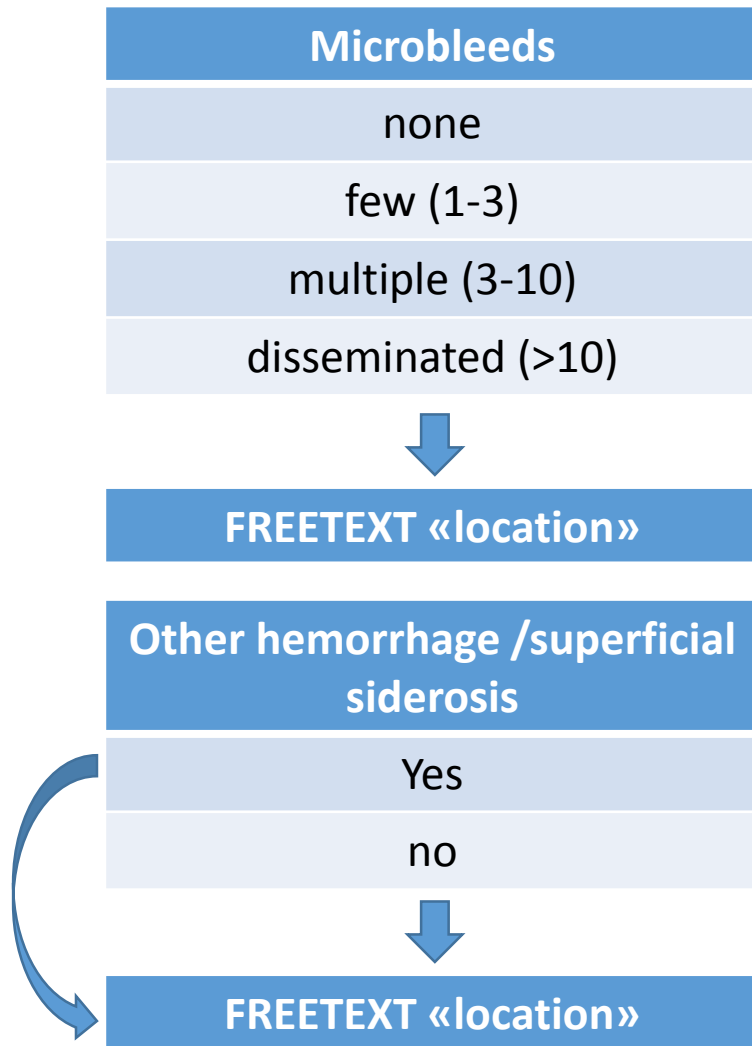 Microbleeds
none
few (1-3)
multiple (3-10)
disseminated (>10)
FREETEXT «location»
Other hemorrhage /superficial
siderosis
Yes
no
FREETEXT «location»